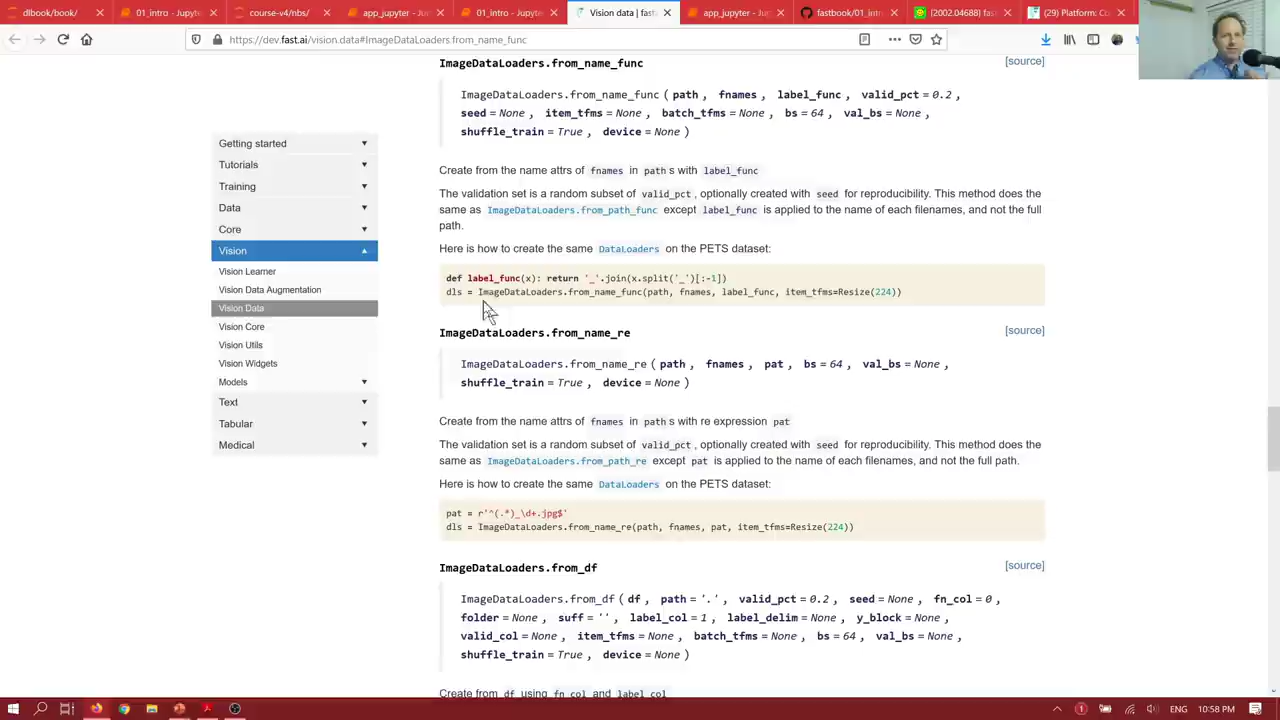 dlbook/book/
01_intro - Jupyte
course-v4/nbs/
app_jupyter - Jup
01_intro - Jupyte
Vision data | fast
app_jupyter - Jup
fastbook/01_intro
[2002.04688] fast
(29) Platform: Co
https://dev.fast.ai/vision.data#ImageDataLoaders.from_name_func
ImageDataLoaders.from_name_func
[source]
ImageDataLoaders.from_name_func ( path , fnames , label_func , valid_pct = 0.2 ,
seed = None , item_tfms = None , batch_tfms = None , bs = 64 , val_bs = None ,
shuffle_train = True , device = None )
Getting started
Tutorials
Training
Data
Core
Vision
Vision Learner
Vision Data Augmentation
Vision Data
Vision Core
Vision Utils
Vision Widgets
Models
Text
Tabular
Medical
Create from the name attrs of fnames in path s with label_func
The validation set is a random subset of valid_pct , optionally created with seed for reproducibility. This method does the
same as ImageDataLoaders.from_path_func except label_func is applied to the name of each filenames, and not the full
path.
Here is how to create the same DataLoaders on the PETS dataset:
def label_func(x): return '_'.join(x.split('_')[:-1])
dls = ImageDataLoaders.from_name_func(path, fnames, label_func, item_tfms=Resize(224))
ImageDataLoaders.from_name_re
[source]
ImageDataLoaders.from_name_re ( path , fnames , pat , bs = 64 , val_bs = None ,
shuffle_train = True , device = None )
Create from the name attrs of fnames in path s with re expression pat
The validation set is a random subset of valid_pct , optionally created with seed for reproducibility. This method does the
same as ImageDataLoaders.from_path_re except pat is applied to the name of each filenames, and not the full path.
Here is how to create the same DataLoaders on the PETS dataset:
pat = r'^(.*)_\d+.jpg$'
dls = ImageDataLoaders.from_name_re(path, fnames, pat, item_tfms=Resize(224))
ImageDataLoaders.from_df
[source]
ImageDataLoaders.from_df ( df , path = '.' , valid_pct = 0.2 , seed = None , fn_col = 0 ,
folder = None , suff = '' , label_col = 1 , label_delim = None , y_block = None ,
valid_col = None , item_tfms = None , batch_tfms = None , bs = 64 , val_bs = None ,
shuffle_train = True , device = None )
Create from df using fn_col and label_col
ENG 10:58 PM